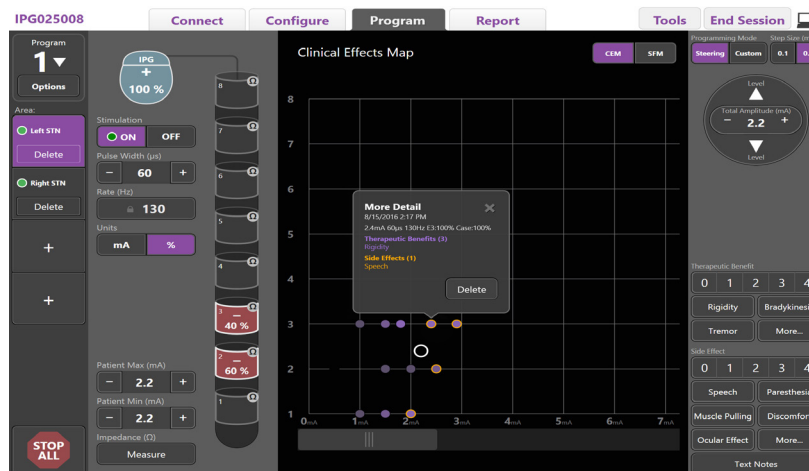 IPG025008
Connect
Configure
Program
Report
Tools
End Session
Program
1
Options
Area:
Left STN
Delete
Right STN
Delete
+
+
STOP
ALL
IPG
+
100 %
Stimulation
ON OFF
Pulse Width (µs)
− 60 +
Rate (Hz)
130
Units
mA %
Patient Max (mA)
− 2.2 +
Patient Min (mA)
− 2.2 +
Impedance (Ω)
Measure
8 Ω
7 Ω
6 Ω
5 Ω
4 Ω
3 Ω
−
40 %
2 Ω
−
60 %
1 Ω
Clinical Effects Map
CEM SFM
8
7
6
5
4
3
2
1
0mA 1mA 2mA 3mA 4mA 5mA 6mA 7mA
More Detail
8/15/2016 2:17 PM
2.4mA 60µs 130Hz E3:100% Case:100%
Therapeutic Benefits (3)
Rigidity
Side Effects (1)
Speech
Delete
Programming Mode Step Size
Steering Custom 0.1
Level
Total Amplitude (mA)
− 2.2 +
Level
Therapeutic Benefit
0 1 2 3 4
Rigidity Bradykinesi
Tremor More...
Side Effect
0 1 2 3 4
Speech Paresthesia
Muscle Pulling Discomfor
Ocular Effect More...
Text Notes